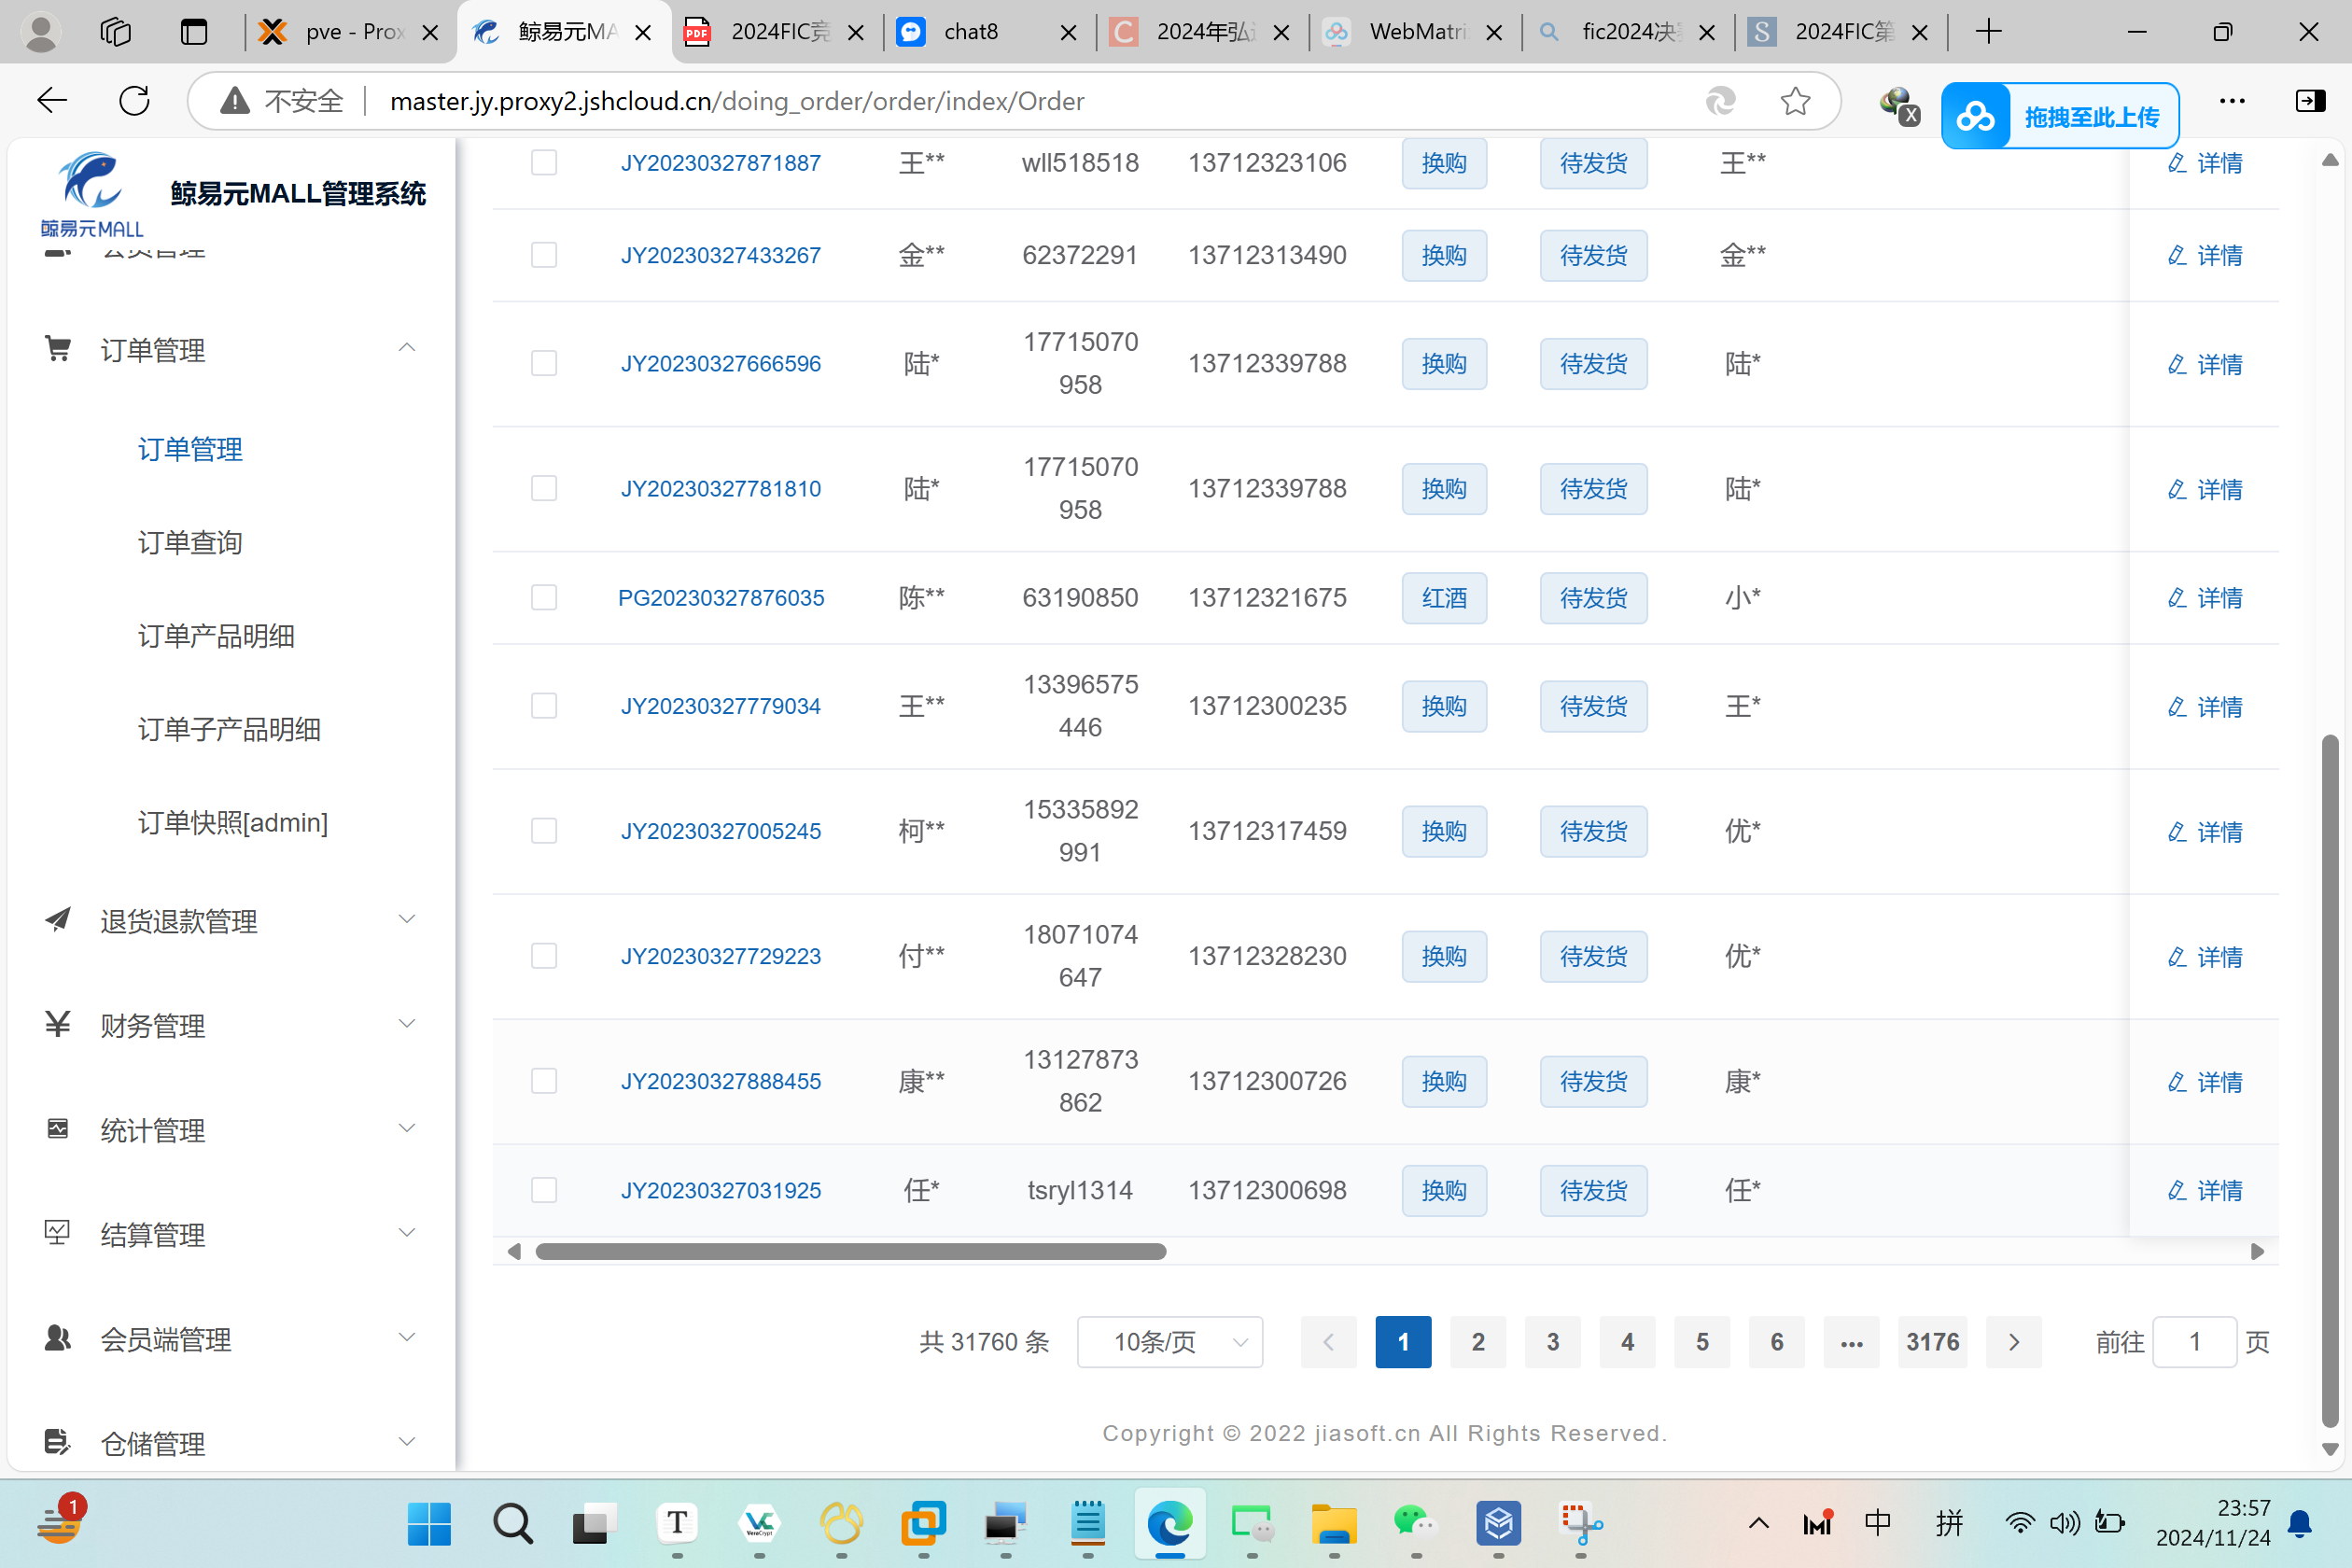 pve - Prox
鲸易元MA
2024FIC竞
chat8
2024年弘
WebMatri
fic2024决
2024FIC第
不安全
master.jy.proxy2.jshcloud.cn/doing_order/order/index/Order
拖拽至此上传
鲸易元MALL
鲸易元MALL管理系统
会员管理
订单管理
订单管理
订单查询
订单产品明细
订单子产品明细
订单快照[admin]
退货退款管理
财务管理
统计管理
结算管理
会员端管理
仓储管理
JY20230327871887 王** wll518518 13712323106 换购 待发货 王** 详情
JY20230327433267 金** 62372291 13712313490 换购 待发货 金** 详情
JY20230327666596 陆* 17715070958 13712339788 换购 待发货 陆* 详情
JY20230327781810 陆* 17715070958 13712339788 换购 待发货 陆* 详情
PG20230327876035 陈** 63190850 13712321675 红酒 待发货 小* 详情
JY20230327779034 王** 13396575446 13712300235 换购 待发货 王* 详情
JY20230327005245 柯** 15335892991 13712317459 换购 待发货 优* 详情
JY20230327729223 付** 18071074647 13712328230 换购 待发货 优* 详情
JY20230327888455 康** 13127873862 13712300726 换购 待发货 康* 详情
JY20230327031925 任* tsryl1314 13712300698 换购 待发货 任* 详情
共 31760 条 10条/页 1 2 3 4 5 6 ... 3176 前往 1 页
Copyright © 2022 jiasoft.cn All Rights Reserved.
1
中
拼
23:57
2024/11/24